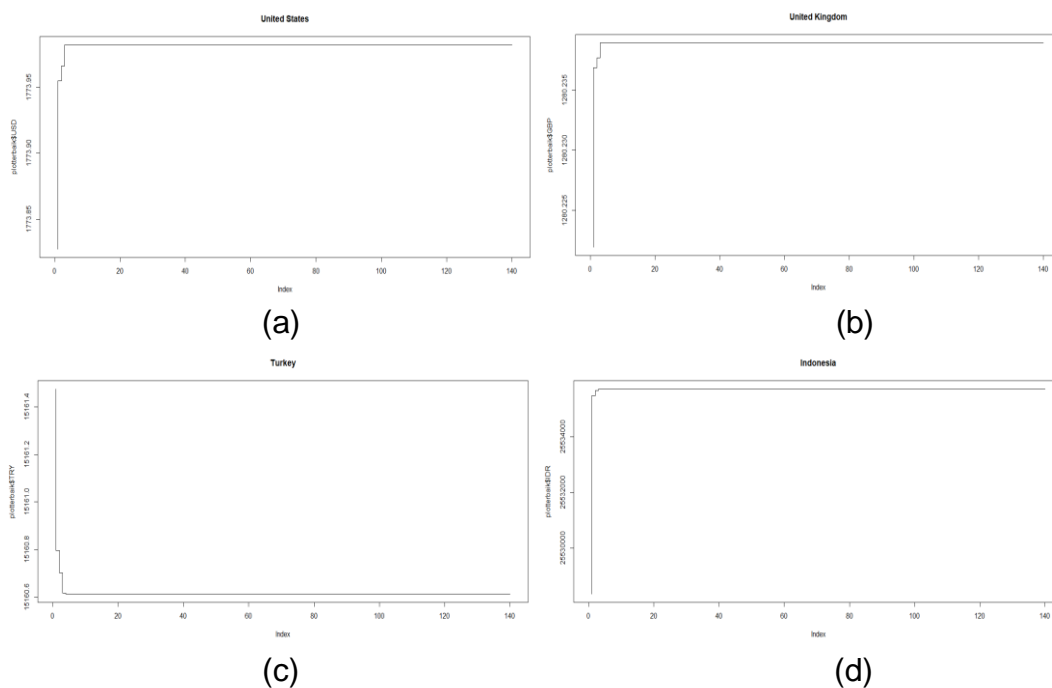 United States
plotterbaik$USD
1773.85 1773.90 1773.95
0 20 40 60 80 100 120 140
Index
(a)
United Kingdom
plotterbaik$GBP
1280.225 1280.230 1280.235
0 20 40 60 80 100 120 140
Index
(b)
Turkey
plotterbaik$TRY
15160.6 15160.8 15161.0 15161.2 15161.4
0 20 40 60 80 100 120 140
Index
(c)
Indonesia
plotterbaik$IDR
25530000 25532000 25534000
0 20 40 60 80 100 120 140
Index
(d)